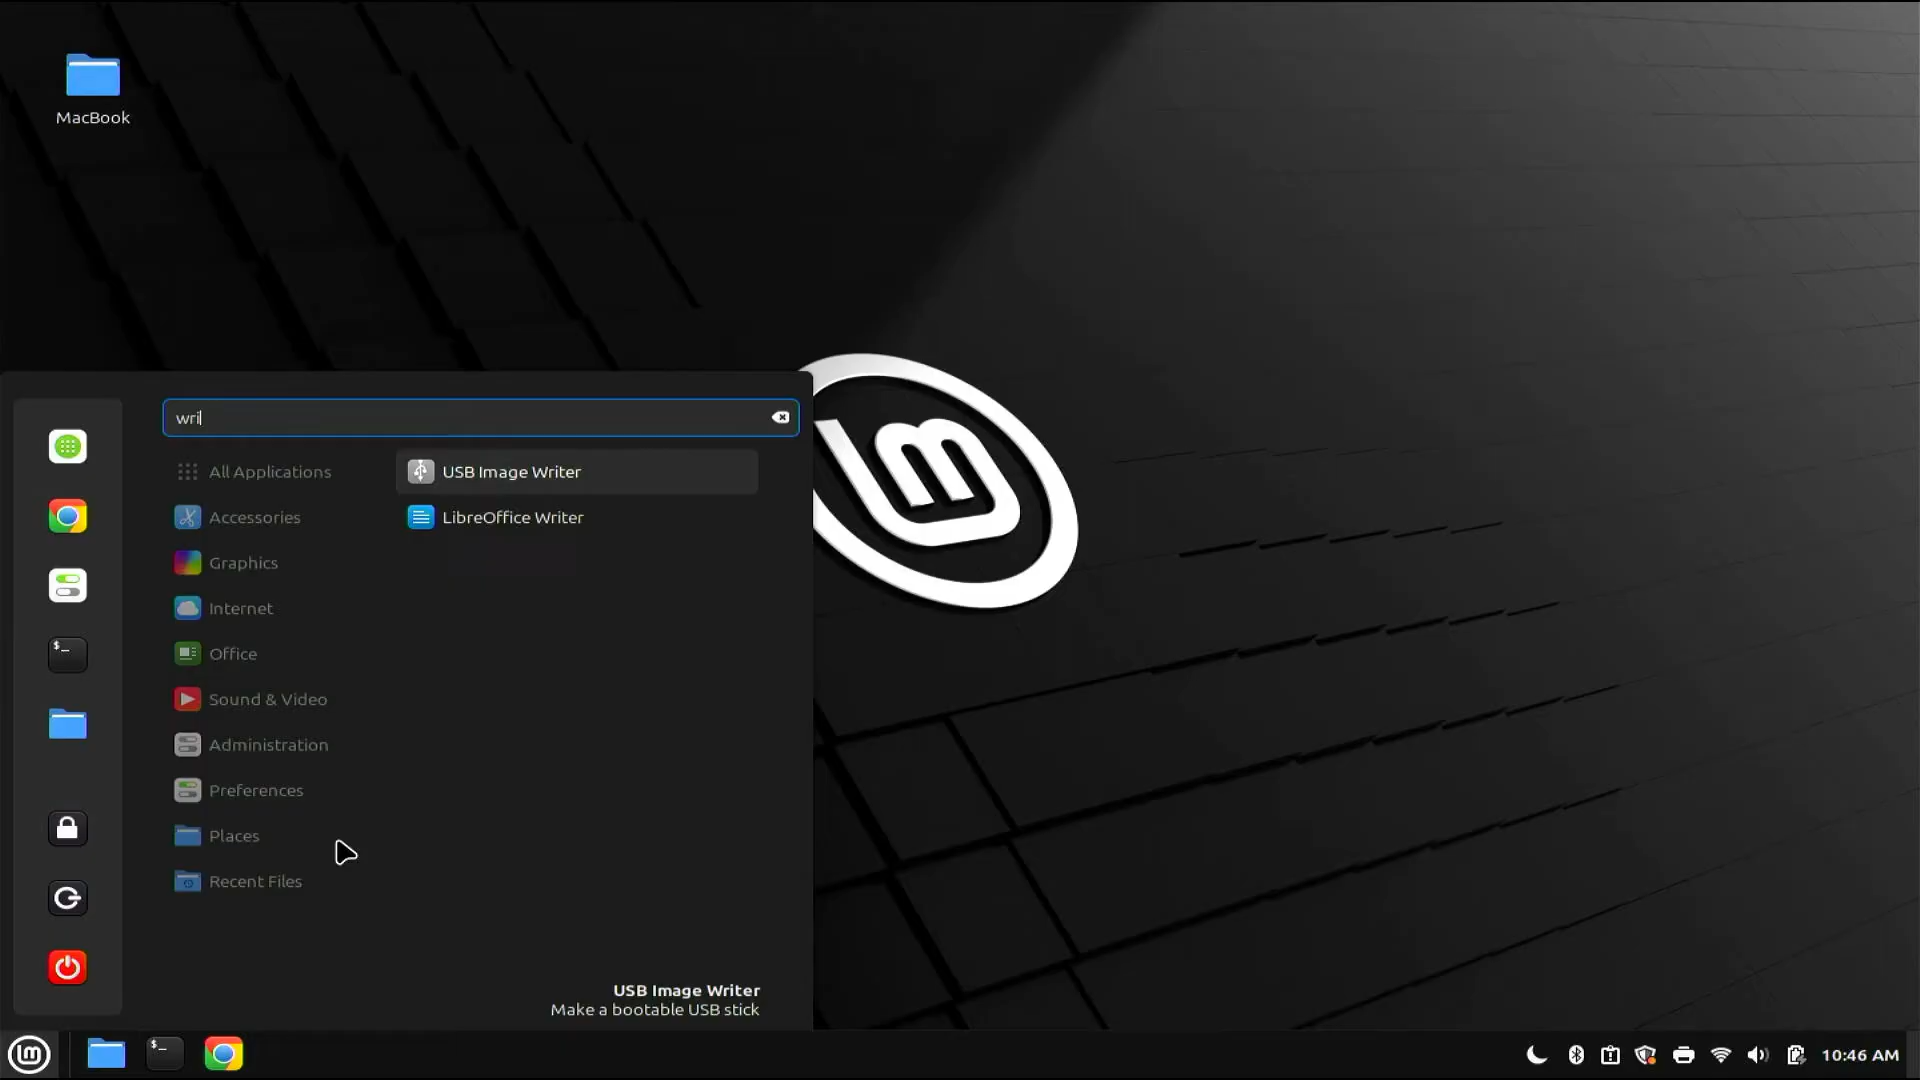 MacBook
wri
All Applications
Accessories
Graphics
Internet
Office
Sound & Video
Administration
Preferences
Places
Recent Files
USB Image Writer
LibreOffice Writer
USB Image Writer
Make a bootable USB stick
10:46 AM